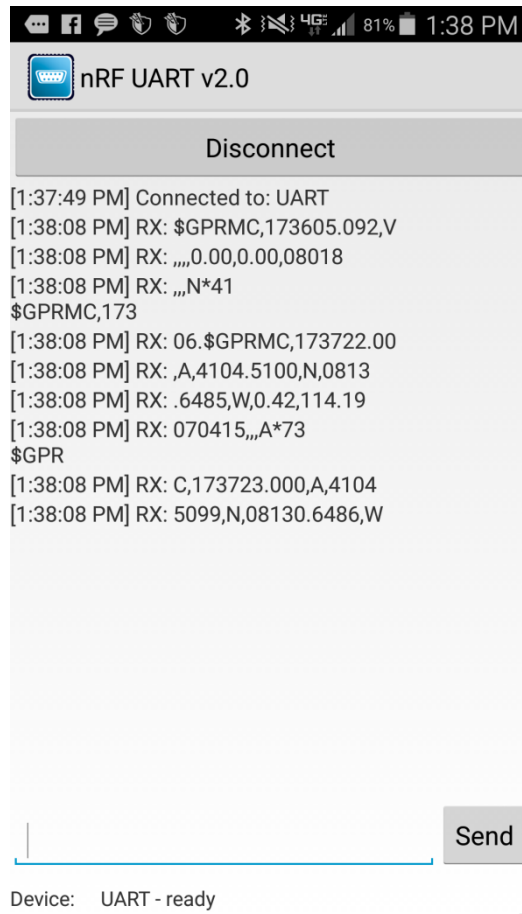 4G 81% 1:38 PM
nRF UART v2.0
Disconnect
[1:37:49 PM] Connected to: UART
[1:38:08 PM] RX: $GPRMC,173605.092,V
[1:38:08 PM] RX: ,,,,0.00,0.00,08018
[1:38:08 PM] RX: ,,,N*41
$GPRMC,173
[1:38:08 PM] RX: 06.$GPRMC,173722.00
[1:38:08 PM] RX: ,A,4104.5100,N,0813
[1:38:08 PM] RX: .6485,W,0.42,114.19
[1:38:08 PM] RX: 070415,,,A*73
$GPR
[1:38:08 PM] RX: C,173723.000,A,4104
[1:38:08 PM] RX: 5099,N,08130.6486,W
Send
Device: UART - ready